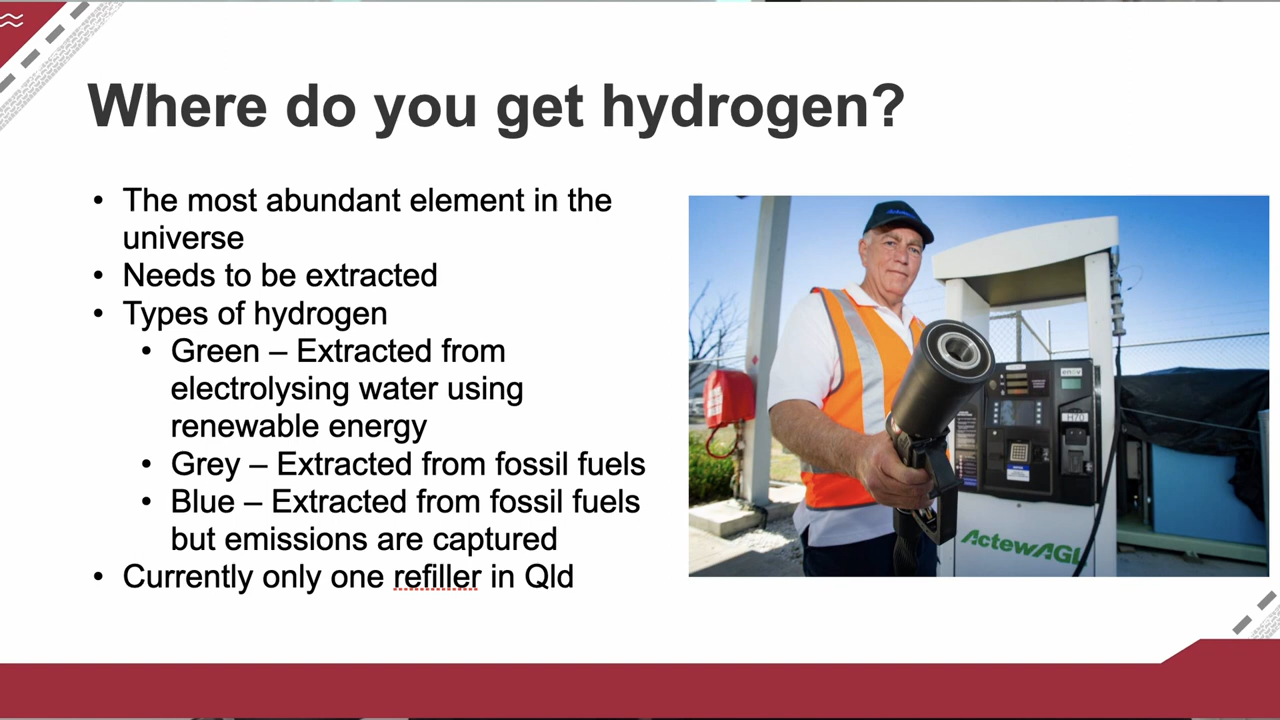 Where do you get hydrogen?
• The most abundant element in the
universe
• Needs to be extracted
• Types of hydrogen
• Green – Extracted from
electrolysing water using
renewable energy
• Grey – Extracted from fossil fuels
• Blue – Extracted from fossil fuels
but emissions are captured
• Currently only one refiller in Qld
H70
ActewAGL